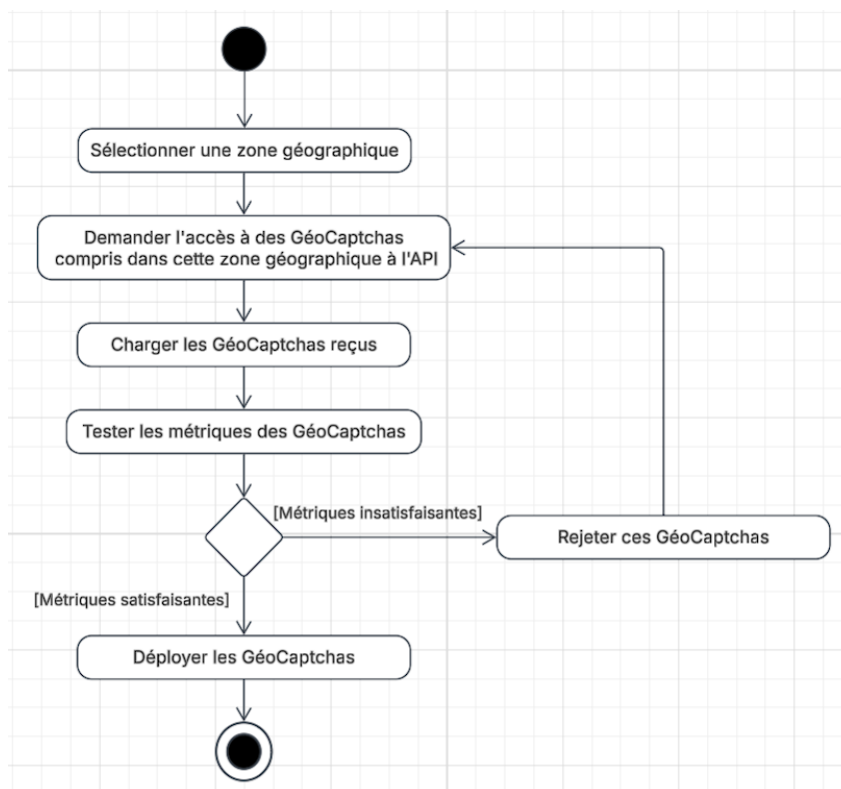 Sélectionner une zone géographique
Demander l'accès à des GéoCaptchas
compris dans cette zone géographique à l'API
Charger les GéoCaptchas reçus
Tester les métriques des GéoCaptchas
[Métriques insatisfaisantes]
Rejeter ces GéoCaptchas
[Métriques satisfaisantes]
Déployer les GéoCaptchas